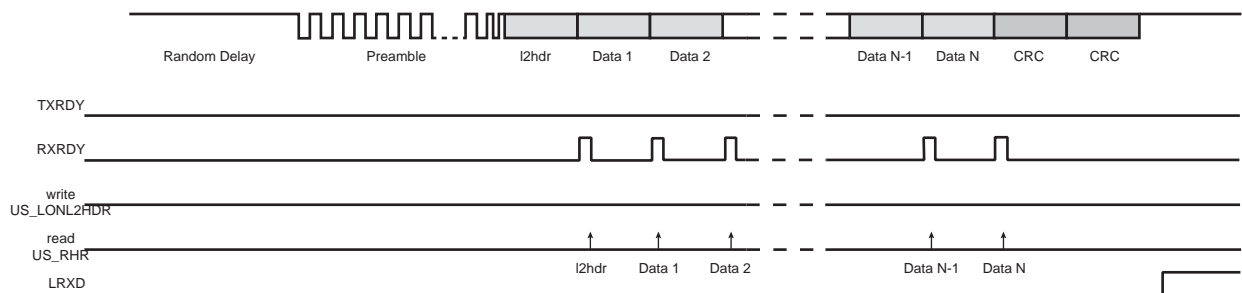 Random Delay Preamble l2hdr Data 1 Data 2 Data N-1 Data N CRC CRC
TXRDY
RXRDY
write
US_LONL2HDR
read
US_RHR
l2hdr Data 1 Data 2 Data N-1 Data N
LRXD